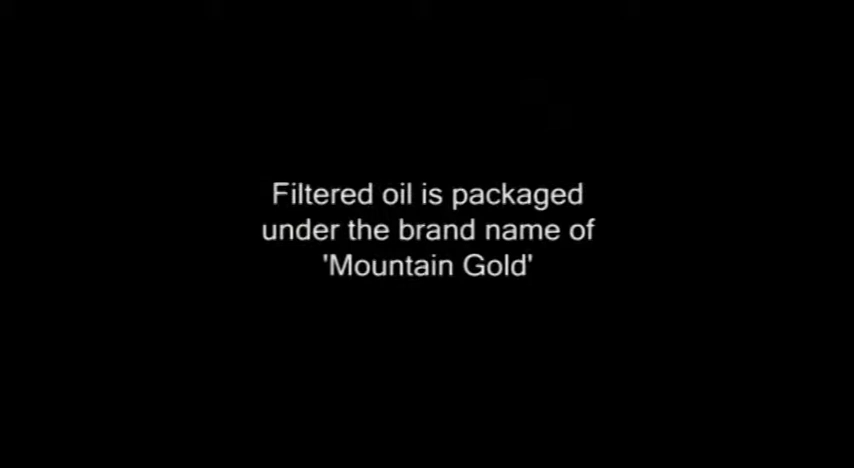 Filtered oil is packaged
under the brand name of
'Mountain Gold'